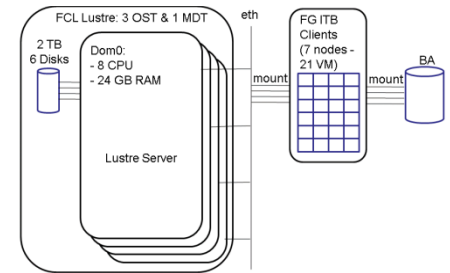 FCL Lustre: 3 OST & 1 MDT
eth
FG ITB
Clients
(7 nodes -
21 VM)
2 TB
6 Disks
Dom0:
- 8 CPU
- 24 GB RAM
mount
mount
BA
Lustre Server